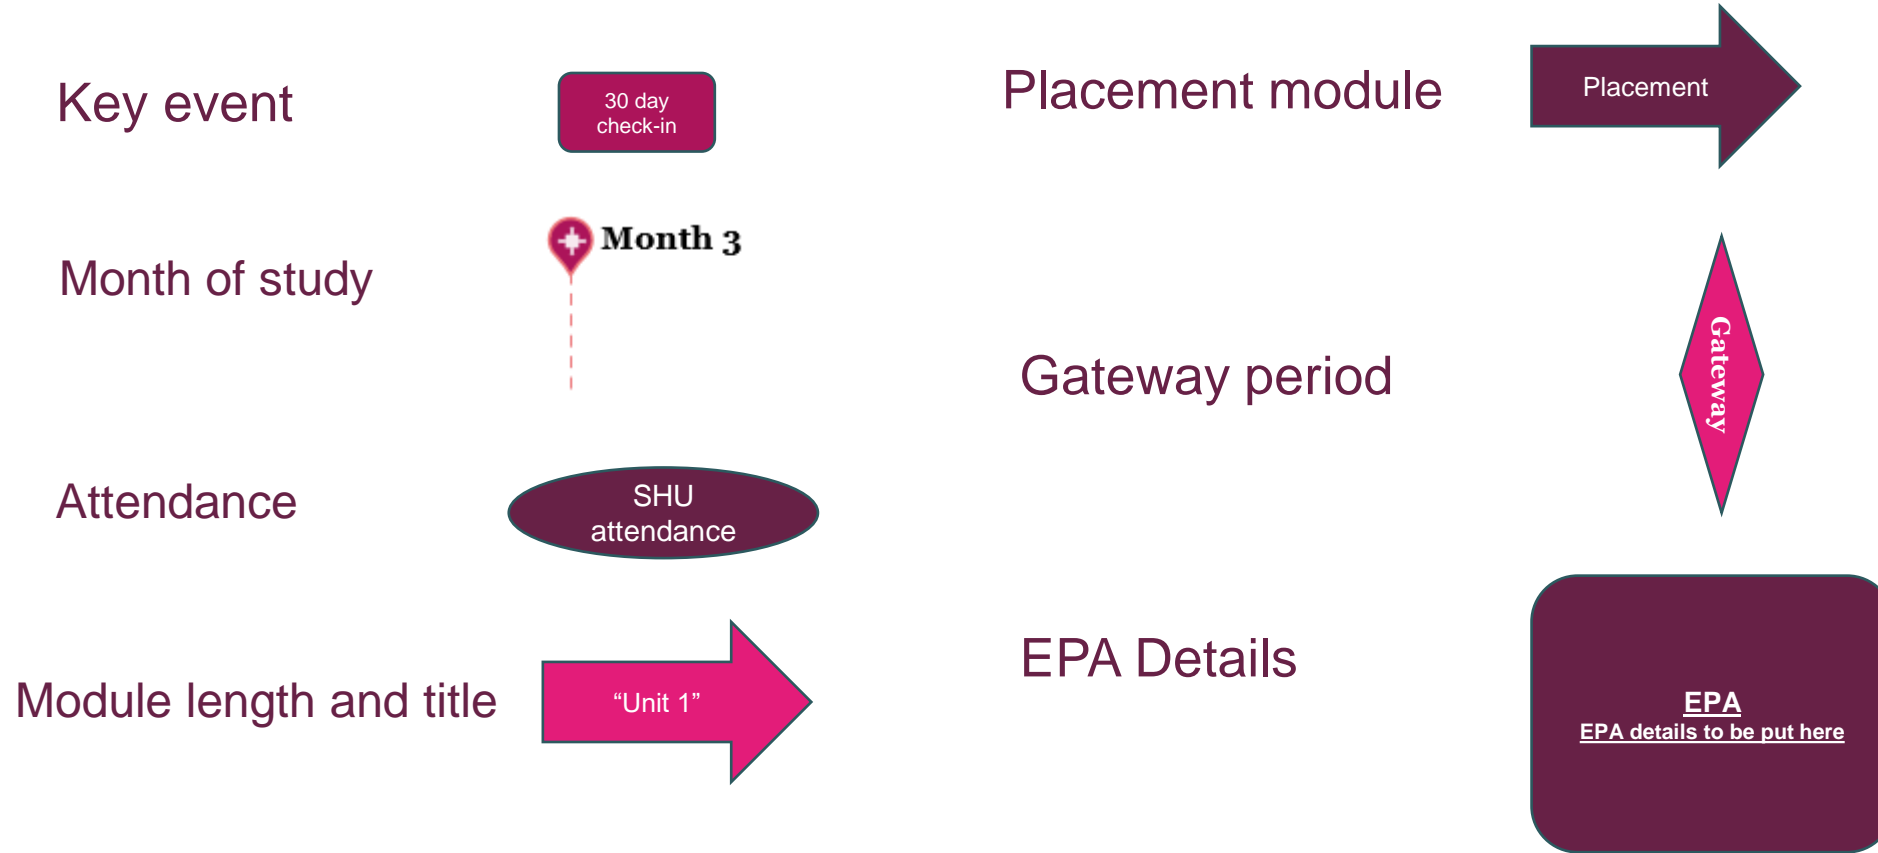 Key event
30 day
check-in
Month of study
Month 3
Attendance
SHU
attendance
Module length and title
“Unit 1”
Placement module
Placement
Gateway period
Gateway
EPA Details
EPA
EPA details to be put here